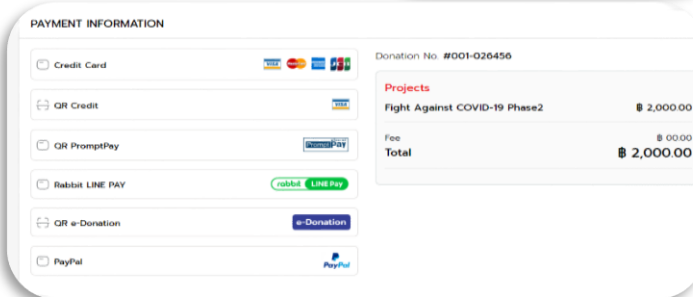 PAYMENT INFORMATION
Credit Card
VISA
JCB
QR Credit
VISA
QR PromptPay
PromptPay
Rabbit LINE PAY
rabbit LINE Pay
QR e-Donation
e-Donation
PayPal
PayPal
Donation No. #001-026456
Projects
Fight Against COVID-19 Phase2 ฿ 2,000.00
Fee ฿ 00.00
Total ฿ 2,000.00